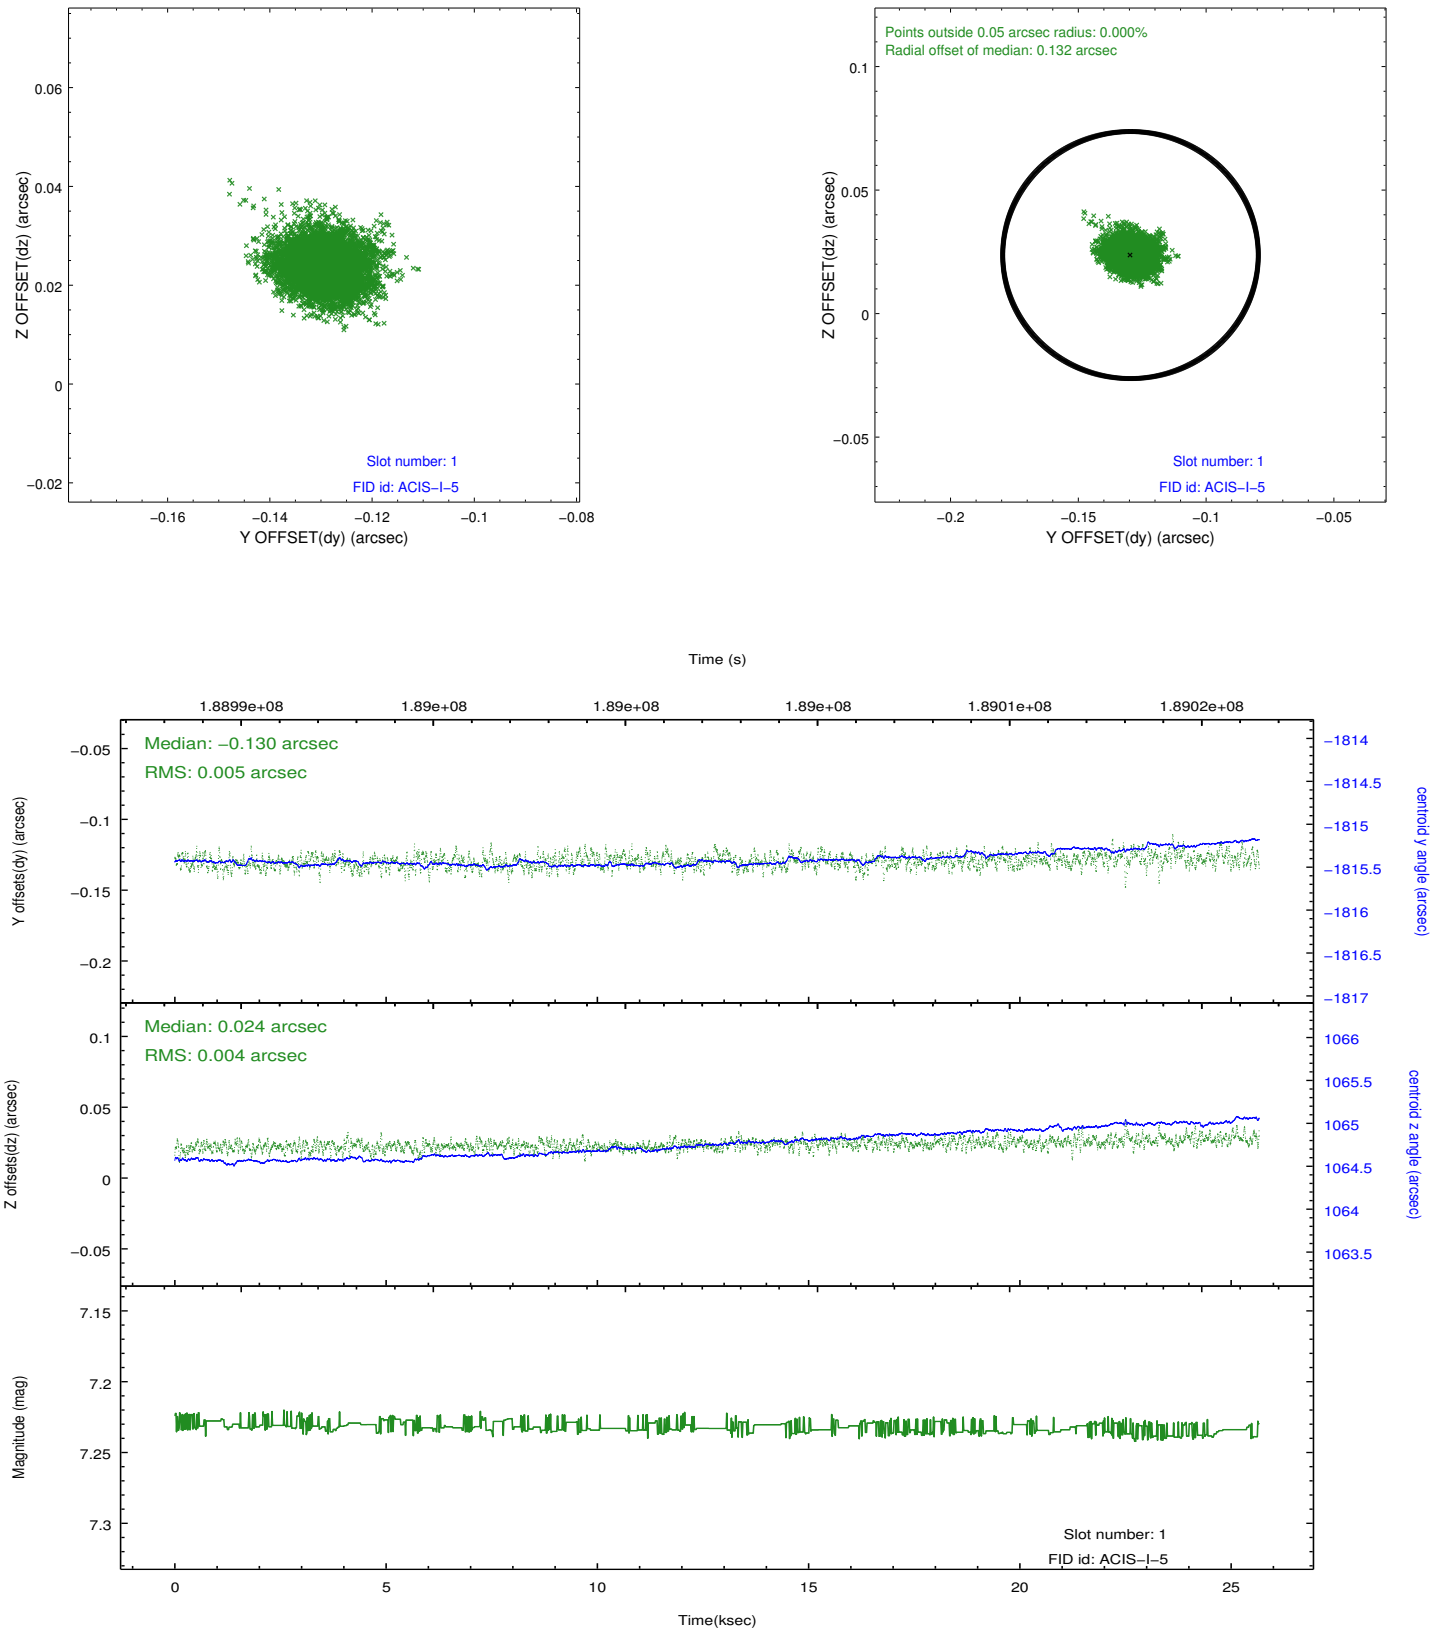 0.06
0.04
0.02
0
−0.02
Z OFFSET(dz) (arcsec)
Slot number: 1
FID id: ACIS−I−5
−0.16
−0.14
−0.12
−0.1
−0.08
Y OFFSET(dy) (arcsec)
Points outside 0.05 arcsec radius: 0.000%
Radial offset of median: 0.132 arcsec
0.1
0.05
0
−0.05
Z OFFSET(dz) (arcsec)
Slot number: 1
FID id: ACIS−I−5
−0.2
−0.15
−0.1
−0.05
Y OFFSET(dy) (arcsec)
Time (s)
1.8899e+08
1.89e+08
1.89e+08
1.89e+08
1.8901e+08
1.8902e+08
Median: −0.130 arcsec
RMS: 0.005 arcsec
−0.05
−0.1
−0.15
−0.2
Y offsets(dy) (arcsec)
−1814
−1814.5
−1815
−1815.5
−1816
−1816.5
−1817
centroid y angle (arcsec)
Median: 0.024 arcsec
RMS: 0.004 arcsec
0.1
0.05
0
−0.05
Z offsets(dz) (arcsec)
1066
1065.5
1065
1064.5
1064
1063.5
centroid z angle (arcsec)
7.15
7.2
7.25
7.3
Magnitude (mag)
Slot number: 1
FID id: ACIS−I−5
0
5
10
15
20
25
Time(ksec)